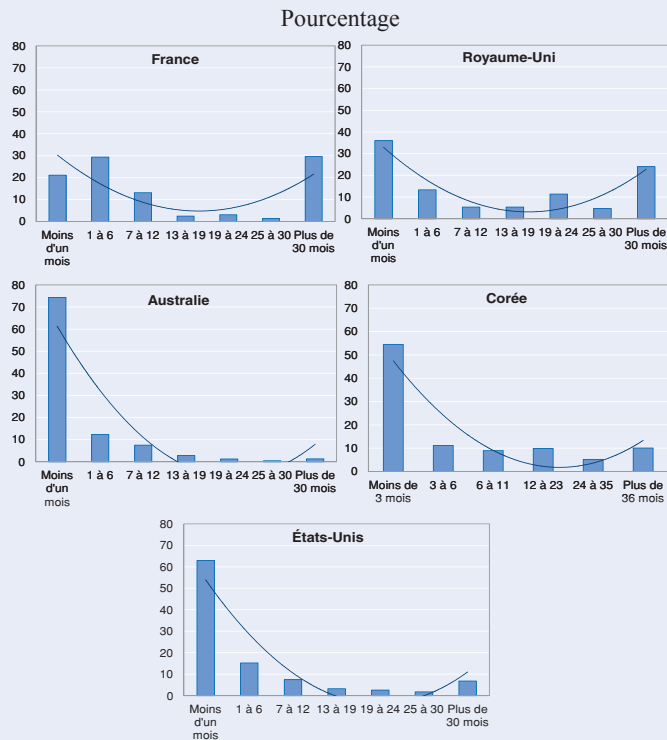 Pourcentage
80
70
60
50
40
30
20
10
0
France
Moins d'un mois
1 à 6
7 à 12
13 à 19
19 à 24
25 à 30
Plus de 30 mois
80
70
60
50
40
30
20
10
0
Royaume-Uni
Moins d'un mois
1 à 6
7 à 12
13 à 19
19 à 24
25 à 30
Plus de 30 mois
80
70
60
50
40
30
20
10
0
Australie
Moins d'un mois
1 à 6
7 à 12
13 à 19
19 à 24
25 à 30
Plus de 30 mois
80
70
60
50
40
30
20
10
0
Corée
Moins de 3 mois
3 à 6
6 à 11
12 à 23
24 à 35
Plus de 36 mois
80
70
60
50
40
30
20
10
0
États-Unis
Moins d'un mois
1 à 6
7 à 12
13 à 19
19 à 24
25 à 30
Plus de 30 mois